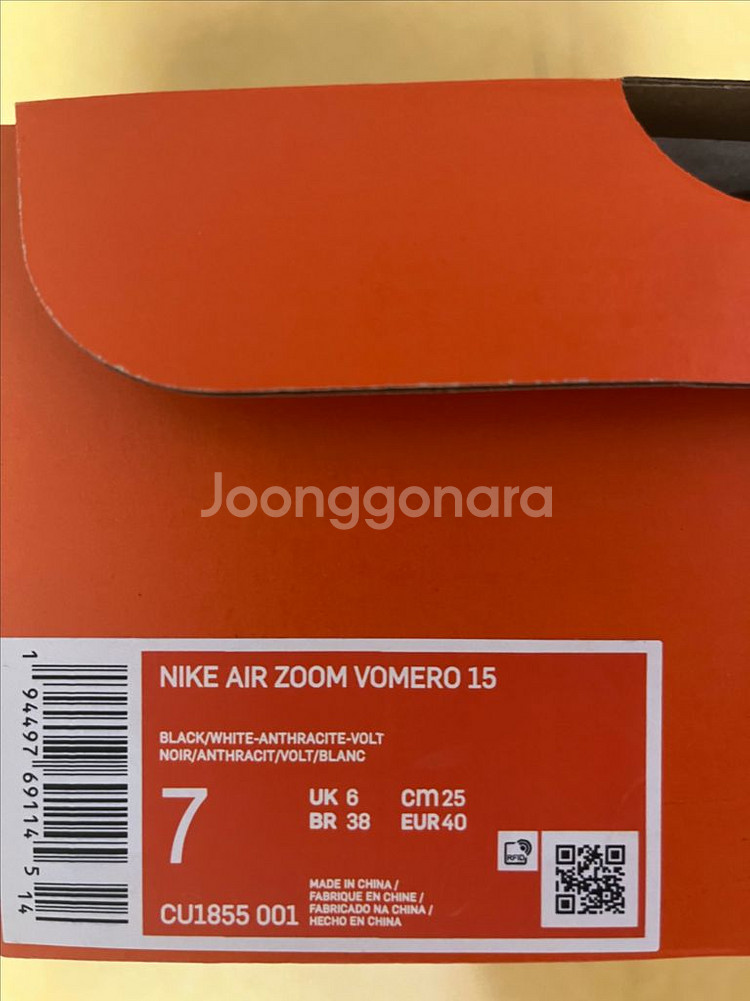 Joonggonara
NIKE AIR ZOOM VOMERO 15
BLACK/WHITE-ANTHRACITE-VOLT
NOIR/ANTHRACIT/VOLT/BLANC
7
UK 6 cm 25
BR 38 EUR 40
RFID
CU1855 001
MADE IN CHINA /
FABRIQUE EN CHINE /
FABRICADO NA CHINA /
HECHO EN CHINA
1 94497 69114 5 14